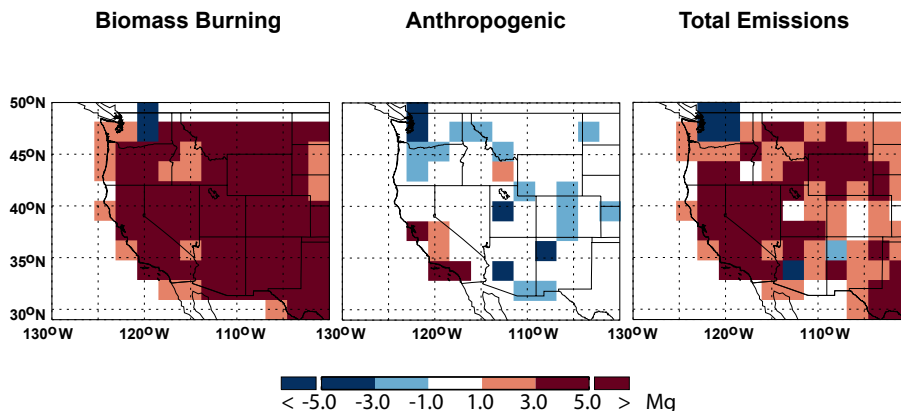 Biomass Burning Anthropogenic Total Emissions
50°N
45°N
40°N
35°N
30°N
130°W 120°W 110°W 130°W 120°W 110°W 130°W 120°W 110°W
< -5.0 -3.0 -1.0 1.0 3.0 5.0 > Mg